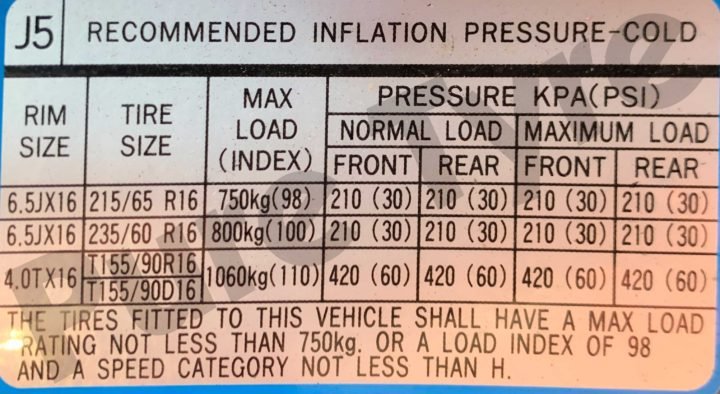 J5 RECOMMENDED INFLATION PRESSURE-COLD
RIM SIZE TIRE SIZE MAX LOAD (INDEX) PRESSURE KPA(PSI)
NORMAL LOAD MAXIMUM LOAD
FRONT REAR FRONT REAR
6.5JX16 215/65 R16 750kg(98) 210 (30) 210 (30) 210 (30) 210 (30)
6.5JX16 235/60 R16 800kg(100) 210 (30) 210 (30) 210 (30) 210 (30)
4.0TX16 T155/90R16 T155/90D16 1060kg(110) 420 (60) 420 (60) 420 (60) 420 (60)
THE TIRES FITTED TO THIS VEHICLE SHALL HAVE A MAX LOAD
RATING NOT LESS THAN 750kg. OR A LOAD INDEX OF 98
AND A SPEED CATEGORY NOT LESS THAN H.
Pure Tyre